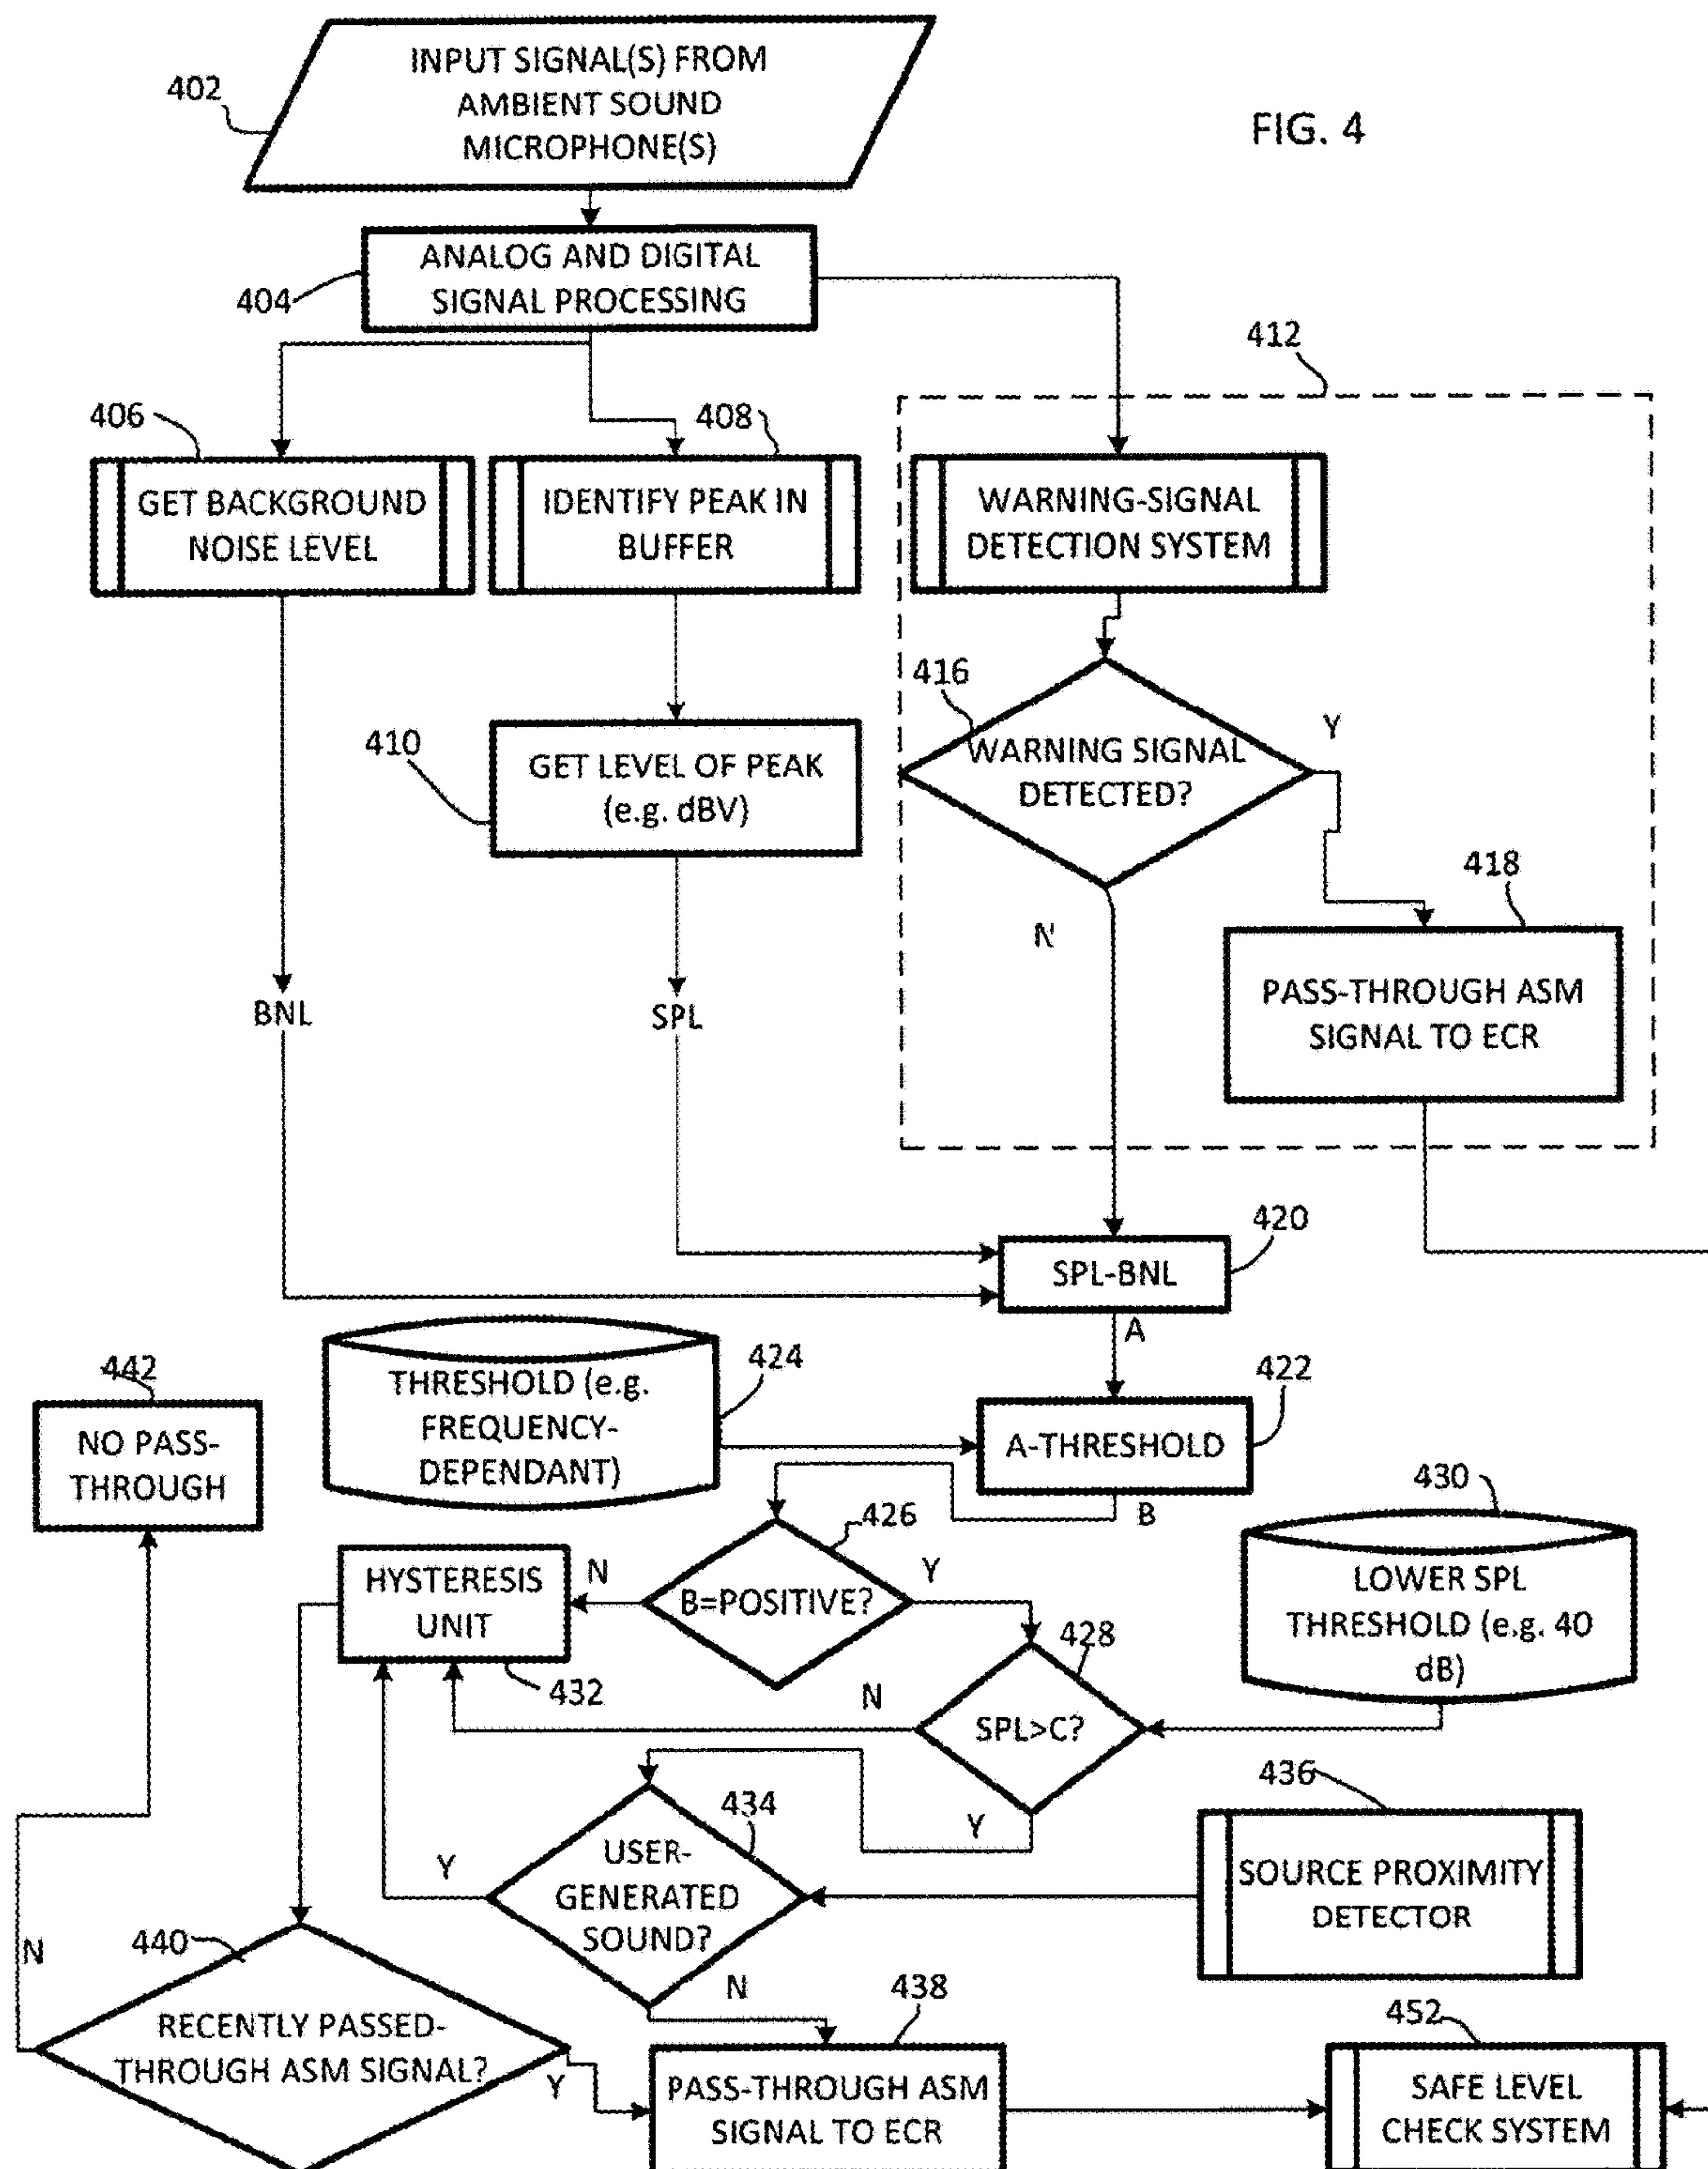 INPUT SIGNAL(S) FROM
AMBIENT SOUND
MICROPHONE(S)
402
FIG. 4
ANALOG AND DIGITAL
SIGNAL PROCESSING
404
412
406
408
GET BACKGROUND
NOISE LEVEL
IDENTIFY PEAK IN
BUFFER
WARNING-SIGNAL
DETECTION SYSTEM
416
410
GET LEVEL OF PEAK
(e.g. dBV)
WARNING SIGNAL
DETECTED?
Y
418
N
PASS-THROUGH ASM
SIGNAL TO ECR
BNL
SPL
420
SPL-BNL
A
442
NO PASS-
THROUGH
THRESHOLD (e.g.
FREQUENCY-
DEPENDANT)
424
422
A-THRESHOLD
B
430
LOWER SPL
THRESHOLD (e.g. 40
dB)
426
B=POSITIVE?
N
Y
HYSTERESIS
UNIT
432
428
SPL>C?
N
Y
436
SOURCE PROXIMITY
DETECTOR
434
USER-
GENERATED
SOUND?
Y
N
440
N
RECENTLY PASSED-
THROUGH ASM SIGNAL?
Y
438
PASS-THROUGH ASM
SIGNAL TO ECR
452
SAFE LEVEL
CHECK SYSTEM